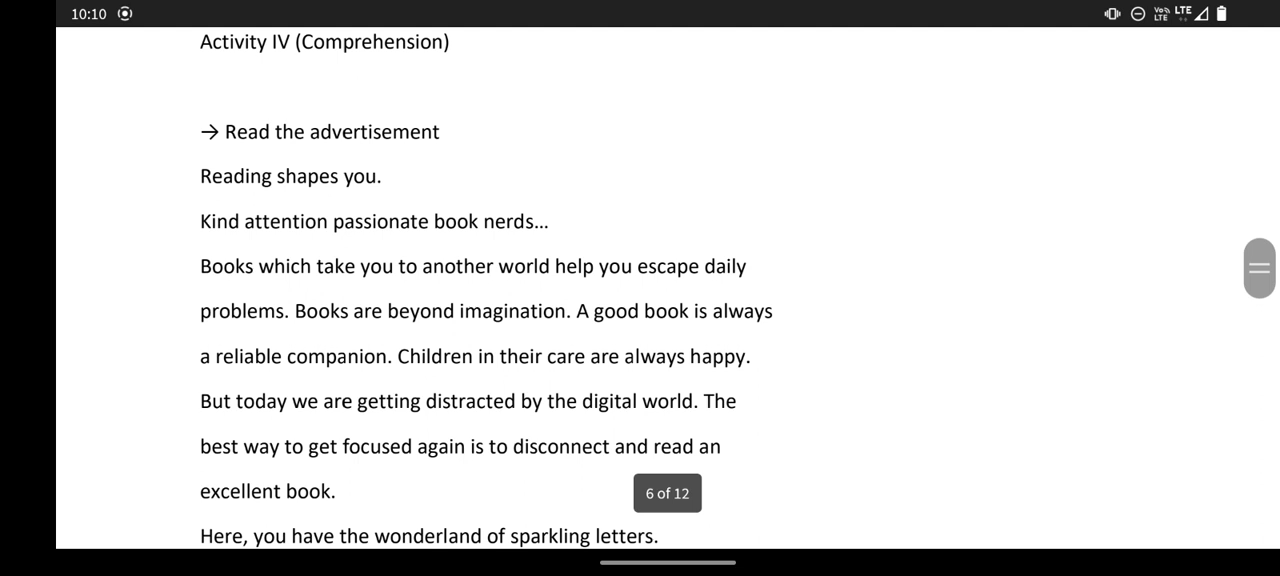 10:10
Vo LTE LTE
Activity IV (Comprehension)
→ Read the advertisement
Reading shapes you.
Kind attention passionate book nerds...
Books which take you to another world help you escape daily
problems. Books are beyond imagination. A good book is always
a reliable companion. Children in their care are always happy.
But today we are getting distracted by the digital world. The
best way to get focused again is to disconnect and read an
excellent book.
6 of 12
Here, you have the wonderland of sparkling letters.